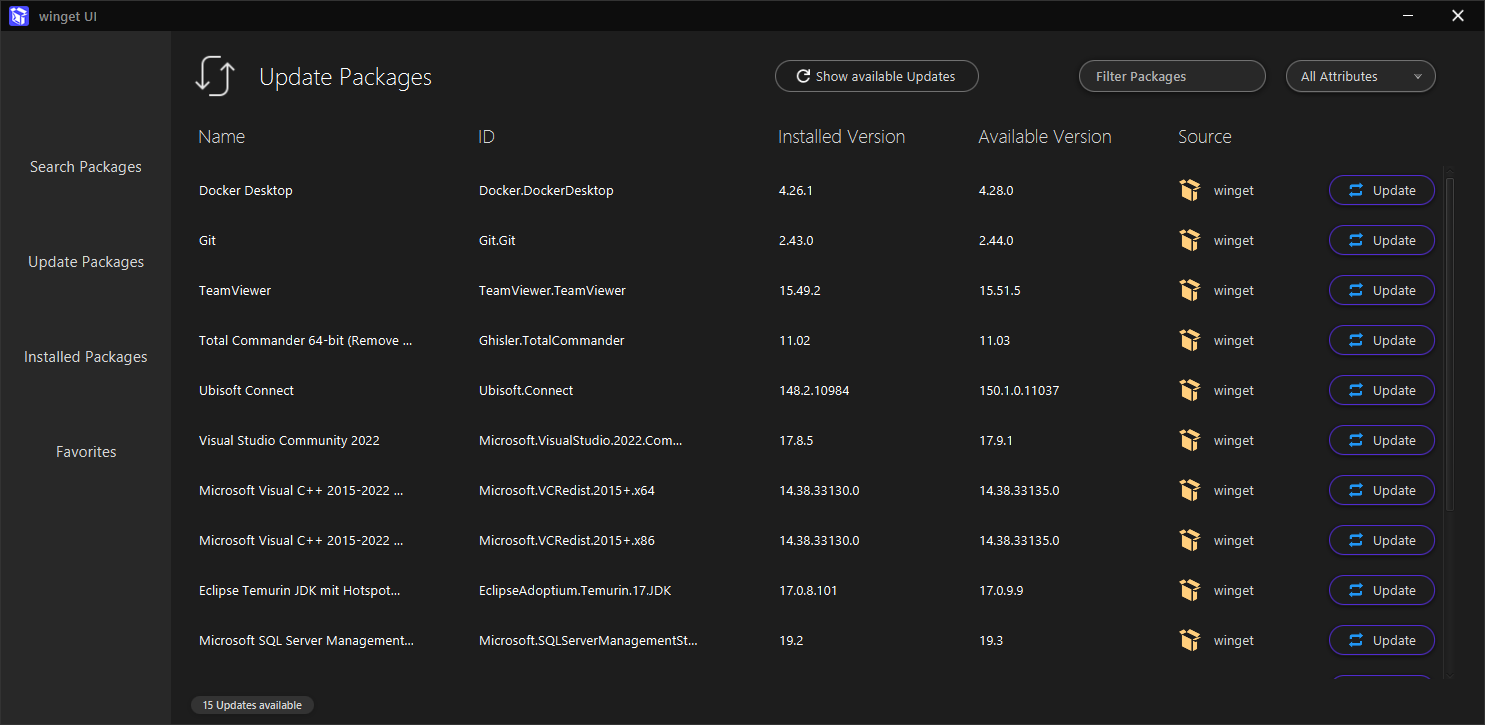 winget UI
Update Packages
Show available Updates
Filter Packages
All Attributes
Search Packages
Update Packages
Installed Packages
Favorites
Name ID Installed Version Available Version Source
Docker Desktop Docker.DockerDesktop 4.26.1 4.28.0 winget Update
Git Git.Git 2.43.0 2.44.0 winget Update
TeamViewer TeamViewer.TeamViewer 15.49.2 15.51.5 winget Update
Total Commander 64-bit (Remove ... Ghisler.TotalCommander 11.02 11.03 winget Update
Ubisoft Connect Ubisoft.Connect 148.2.10984 150.1.0.11037 winget Update
Visual Studio Community 2022 Microsoft.VisualStudio.2022.Com... 17.8.5 17.9.1 winget Update
Microsoft Visual C++ 2015-2022 ... Microsoft.VCRedist.2015+.x64 14.38.33130.0 14.38.33135.0 winget Update
Microsoft Visual C++ 2015-2022 ... Microsoft.VCRedist.2015+.x86 14.38.33130.0 14.38.33135.0 winget Update
Eclipse Temurin JDK mit Hotspot... EclipseAdoptium.Temurin.17.JDK 17.0.8.101 17.0.9.9 winget Update
Microsoft SQL Server Management... Microsoft.SQLServerManagementSt... 19.2 19.3 winget Update
15 Updates available